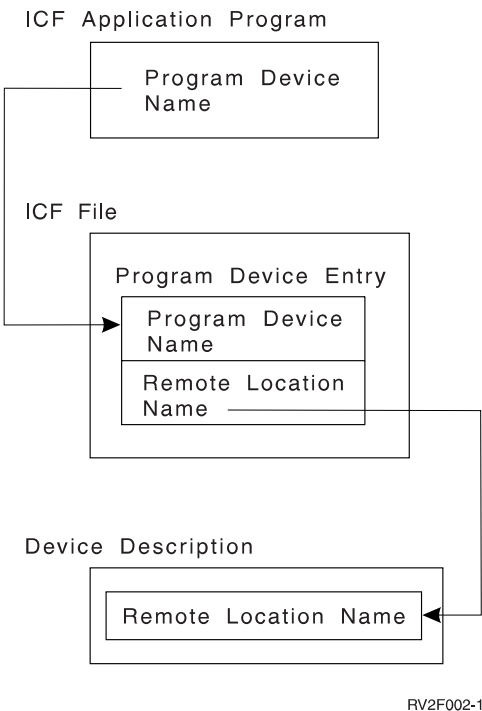 ICF Application Program
Program Device
Name
ICF File
Program Device Entry
Program Device
Name
Remote Location
Name
Device Description
Remote Location Name
RV2F002-1